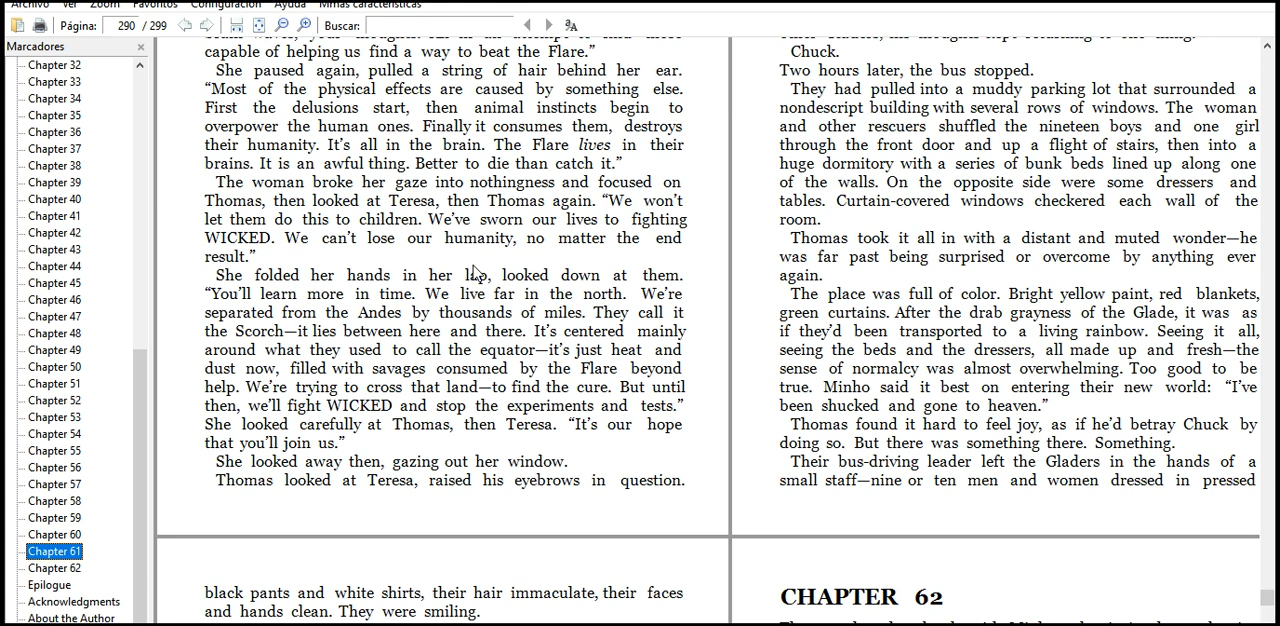 Archivo Ver Favoritos Configuración Ayuda Mimas características
Página: 290 / 299 Buscar:
Marcadores
Chapter 32
Chapter 33
Chapter 34
Chapter 35
Chapter 36
Chapter 37
Chapter 38
Chapter 39
Chapter 40
Chapter 41
Chapter 42
Chapter 43
Chapter 44
Chapter 45
Chapter 46
Chapter 47
Chapter 48
Chapter 49
Chapter 50
Chapter 51
Chapter 52
Chapter 53
Chapter 54
Chapter 55
Chapter 56
Chapter 57
Chapter 58
Chapter 59
Chapter 60
Chapter 61
Chapter 62
Epilogue
Acknowledgments
About the Author
capable of helping us find a way to beat the Flare.”
She paused again, pulled a string of hair behind her ear.
“Most of the physical effects are caused by something else.
First the delusions start, then animal instincts begin to
overpower the human ones. Finally it consumes them, destroys
their humanity. It’s all in the brain. The Flare lives in their
brains. It is an awful thing. Better to die than catch it.”
The woman broke her gaze into nothingness and focused on
Thomas, then looked at Teresa, then Thomas again. “We won’t
let them do this to children. We’ve sworn our lives to fighting
WICKED. We can’t lose our humanity, no matter the end
result.”
She folded her hands in her lap, looked down at them.
“You’ll learn more in time. We live far in the north. We’re
separated from the Andes by thousands of miles. They call it
the Scorch—it lies between here and there. It’s centered mainly
around what they used to call the equator—it’s just heat and
dust now, filled with savages consumed by the Flare beyond
help. We’re trying to cross that land—to find the cure. But until
then, we’ll fight WICKED and stop the experiments and tests.”
She looked carefully at Thomas, then Teresa. “It’s our hope
that you’ll join us.”
She looked away then, gazing out her window.
Thomas looked at Teresa, raised his eyebrows in question.
Chuck.
Two hours later, the bus stopped.
They had pulled into a muddy parking lot that surrounded a
nondescript building with several rows of windows. The woman
and other rescuers shuffled the nineteen boys and one girl
through the front door and up a flight of stairs, then into a
huge dormitory with a series of bunk beds lined up along one
of the walls. On the opposite side were some dressers and
tables. Curtain-covered windows checkered each wall of the
room.
Thomas took it all in with a distant and muted wonder—he
was far past being surprised or overcome by anything ever
again.
The place was full of color. Bright yellow paint, red blankets,
green curtains. After the drab grayness of the Glade, it was as
if they’d been transported to a living rainbow. Seeing it all,
seeing the beds and the dressers, all made up and fresh—the
sense of normalcy was almost overwhelming. Too good to be
true. Minho said it best on entering their new world: “I’ve
been shucked and gone to heaven.”
Thomas found it hard to feel joy, as if he’d betray Chuck by
doing so. But there was something there. Something.
Their bus-driving leader left the Gladers in the hands of a
small staff—nine or ten men and women dressed in pressed
black pants and white shirts, their hair immaculate, their faces
and hands clean. They were smiling.
CHAPTER 62